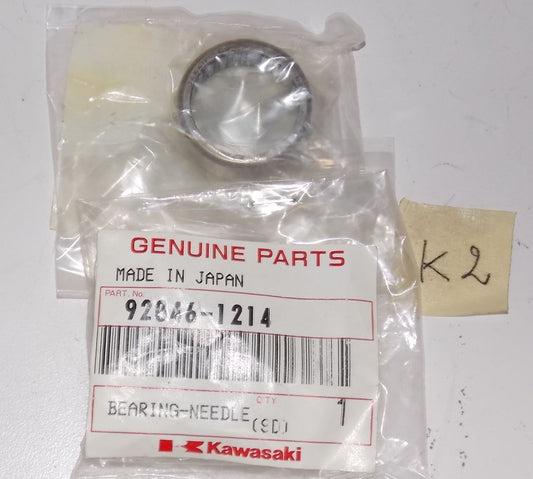 GENUINE PARTS
MADE IN JAPAN
PART. No.
92046-1214
QTY
BEARING-NEEDLE (SD) 1
Kawasaki
K2